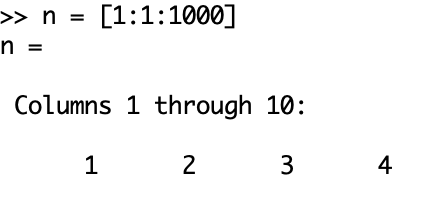 >> n = [1:1:1000]
n =
Columns 1 through 10:
1 2 3 4